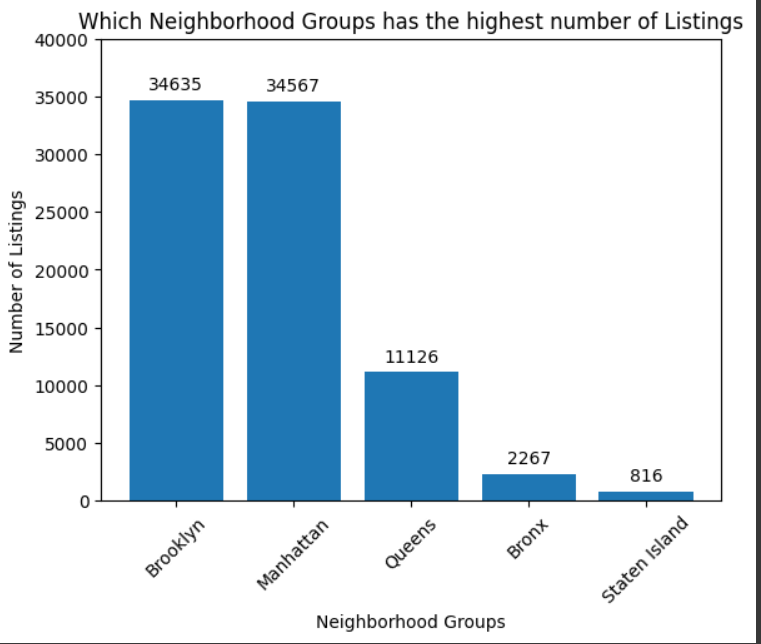 Which Neighborhood Groups has the highest number of Listings
40000
35000
30000
25000
20000
15000
10000
5000
0
Number of Listings
34635
34567
11126
2267
816
Brooklyn
Manhattan
Queens
Bronx
Staten Island
Neighborhood Groups